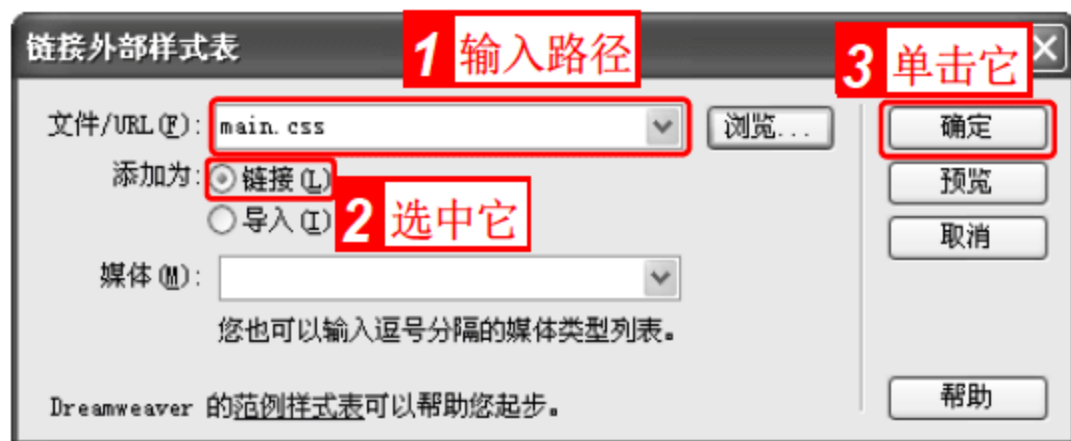 链接外部样式表
1 输入路径
3 单击它
文件/URL(F): main.css 浏览... 确定
添加为: 链接(L) 预览
导入(I) 2 选中它 取消
媒体(M):
您也可以输入逗号分隔的媒体类型列表。
Dreamweaver 的范例样式表可以帮助您起步。 帮助